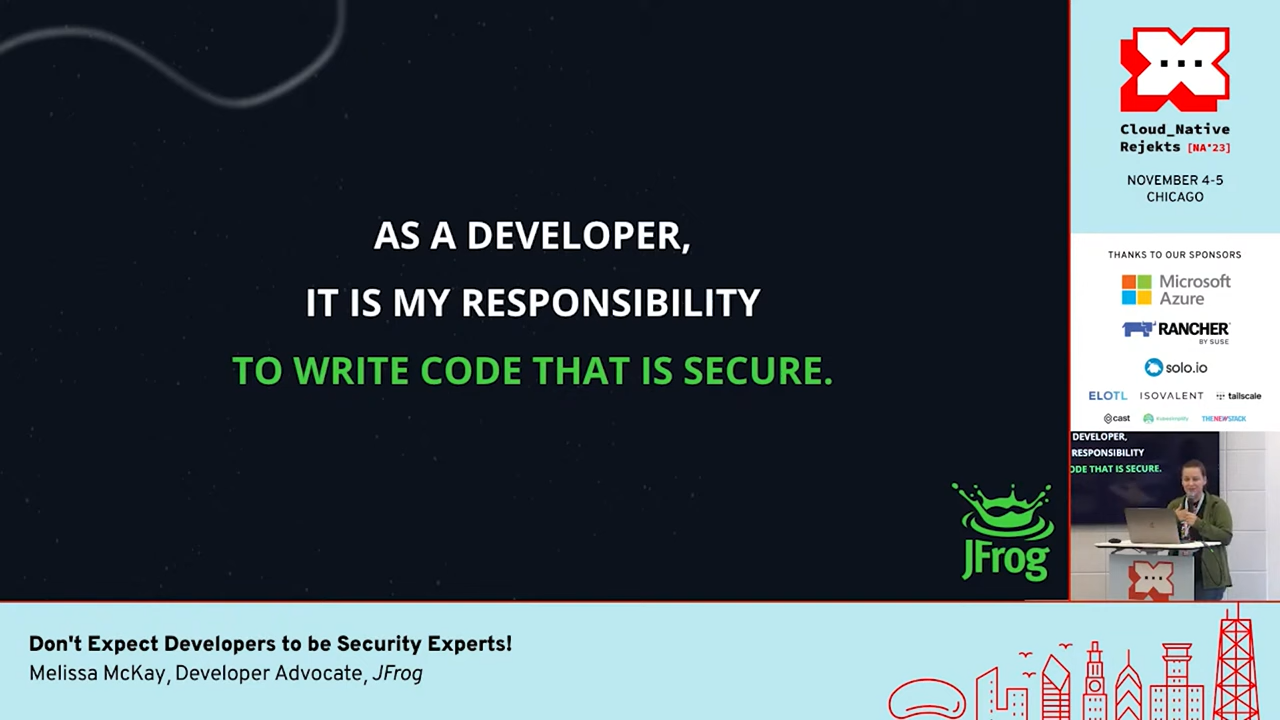 AS A DEVELOPER,
IT IS MY RESPONSIBILITY
TO WRITE CODE THAT IS SECURE.
JFrog
Cloud_Native
Rejekts [NA'23]
NOVEMBER 4-5
CHICAGO
THANKS TO OUR SPONSORS
Microsoft
Azure
RANCHER
BY SUSE
solo.io
ELOTL ISOVALENT tailscale
cast THENEWSTACK
DEVELOPER,
RESPONSIBILITY
ODE THAT IS SECURE.
Don't Expect Developers to be Security Experts!
Melissa McKay, Developer Advocate, JFrog